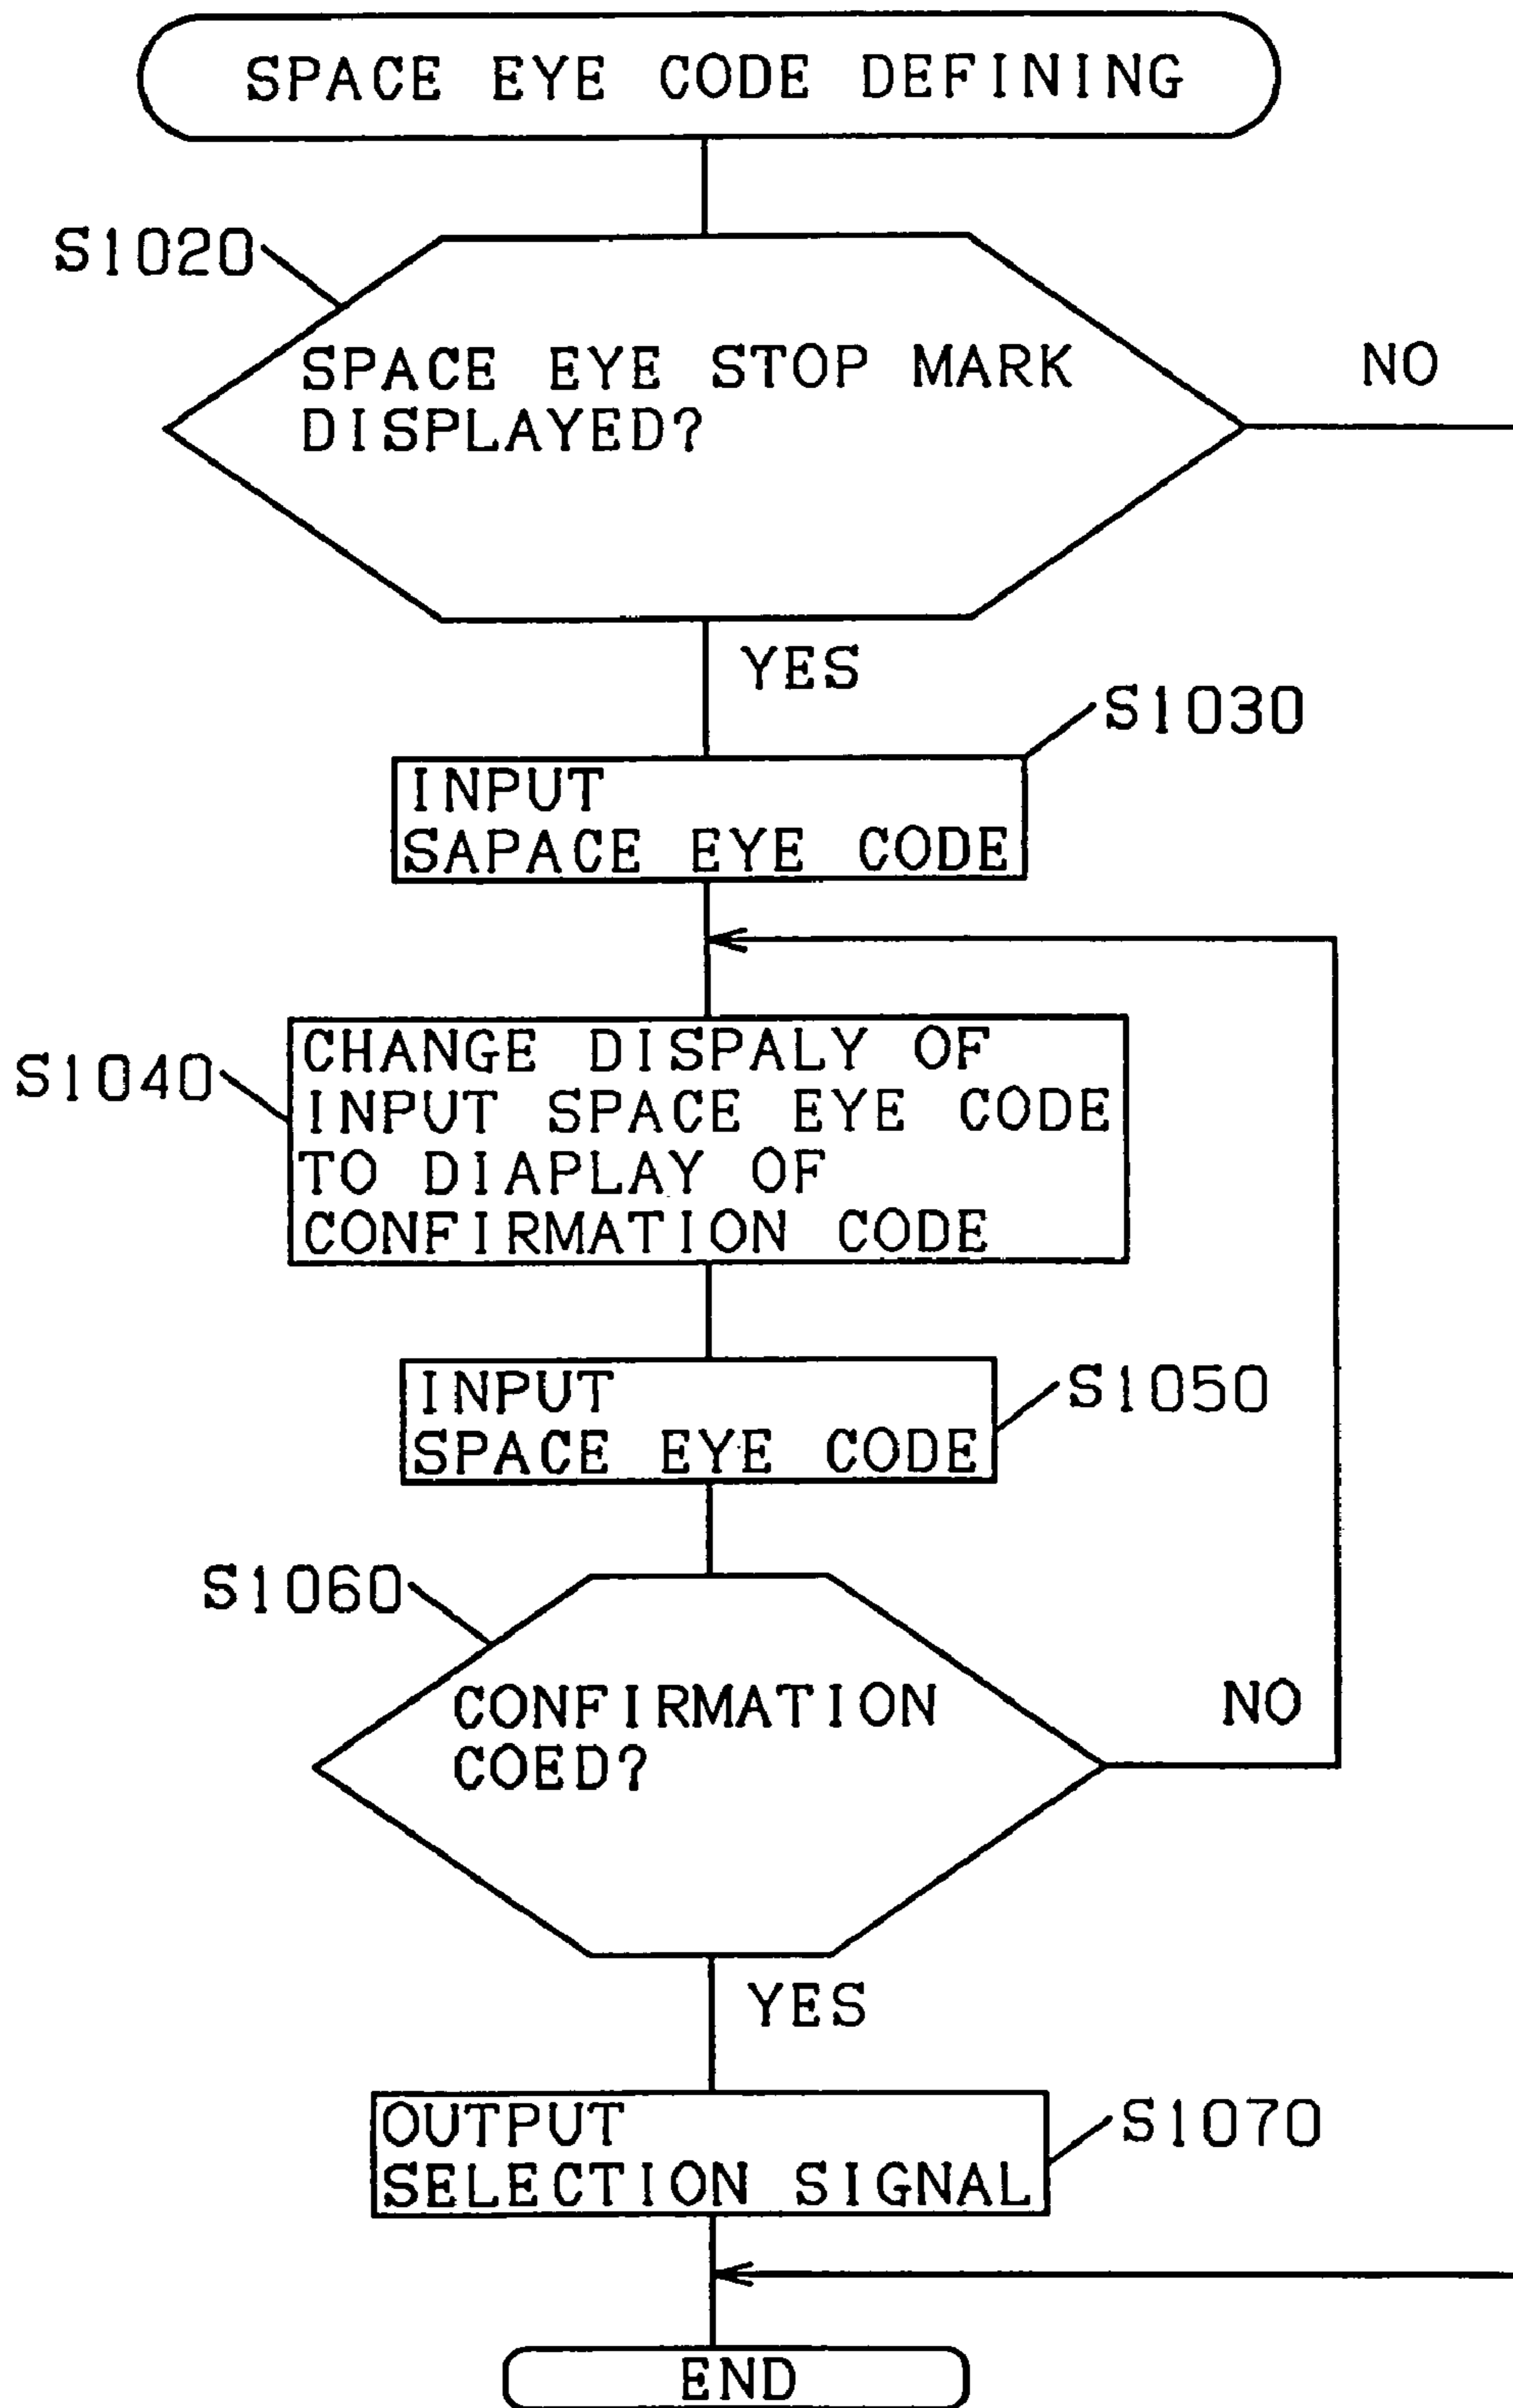 SPACE EYE CODE DEFINING
S1020
SPACE EYE STOP MARK
DISPLAYED?
NO
YES
S1030
INPUT
SAPACE EYE CODE
S1040
CHANGE DISPALY OF
INPUT SPACE EYE CODE
TO DIAPLAY OF
CONFIRMATION CODE
INPUT
SPACE EYE CODE
S1050
S1060
CONFIRMATION
COED?
NO
YES
OUTPUT
SELECTION SIGNAL
S1070
END